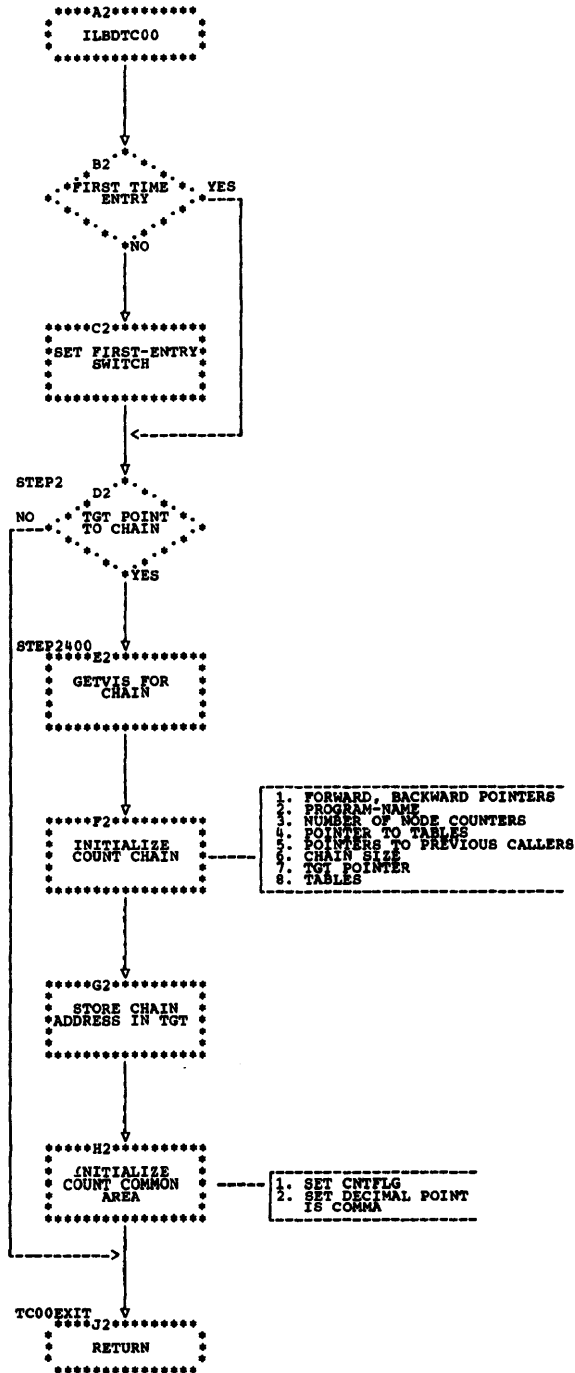 A2
ILBDTC00
B2
FIRST TIME
ENTRY
YES
NO
C2
SET FIRST-ENTRY
SWITCH
STEP2
D2
NO
TGT POINT
TO CHAIN
YES
STEP2400
E2
GETVIS FOR
CHAIN
F2
INITIALIZE
COUNT CHAIN
1. FORWARD, BACKWARD POINTERS
2. PROGRAM-NAME
3. NUMBER OF NODE COUNTERS
4. POINTER TO TABLES
5. POINTERS TO PREVIOUS CALLERS
6. CHAIN SIZE
7. TGT POINTER
8. TABLES
G2
STORE CHAIN
ADDRESS IN TGT
H2
INITIALIZE
COUNT COMMON
AREA
1. SET CNTFLG
2. SET DECIMAL POINT
IS COMMA
TC00EXIT
J2
RETURN